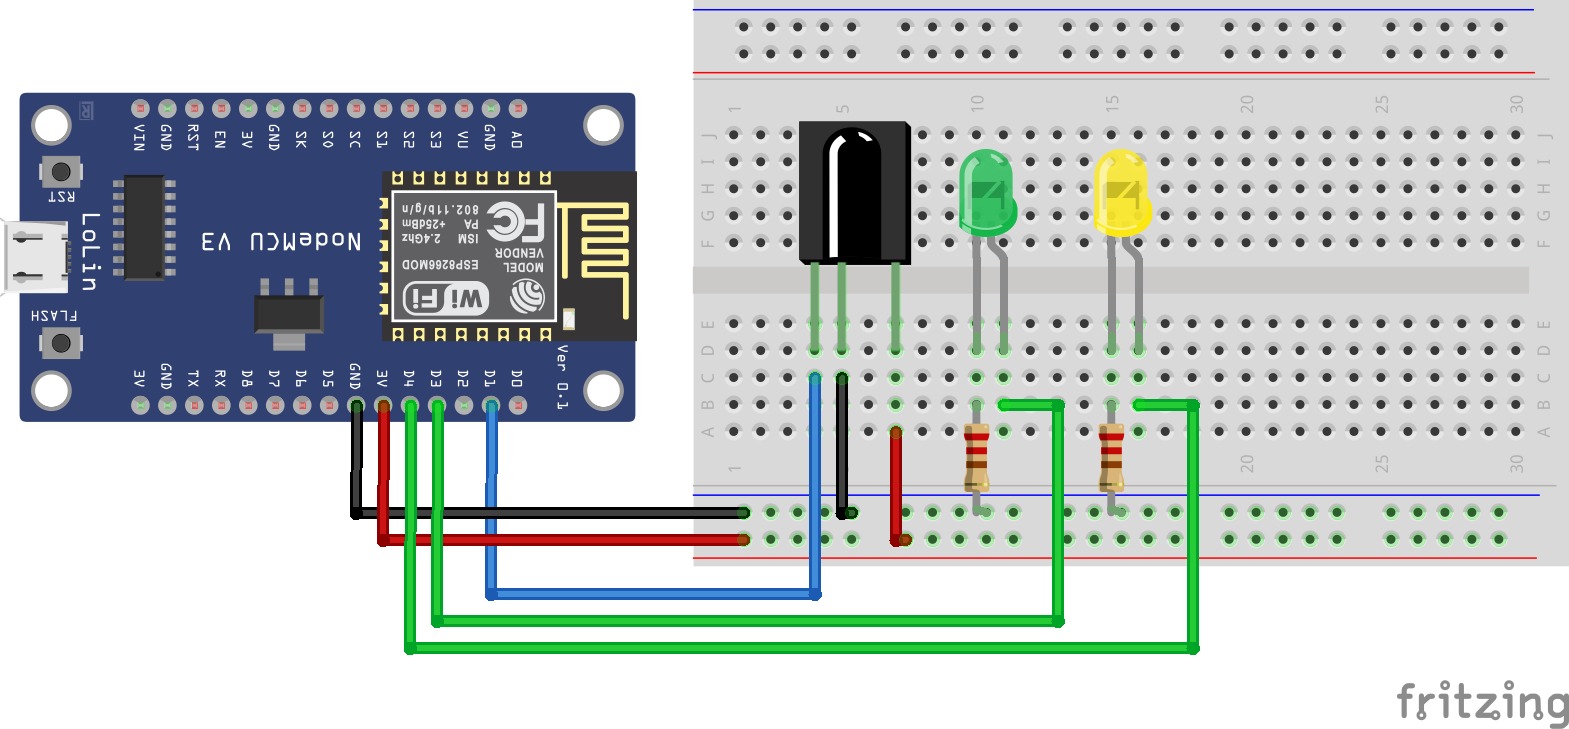 VIN GND RST EN 3V GND SK SO SC S1 S2 S3 VU GND A0
RST
LoLin
NodeMCU V3
FLASH
802.11b/g/n
PA +25dBm
ISM 2.4Ghz
ESP8266MOD
FC
VENDOR
MODEL
WiFi
Ver 0.1
3V GND TX RX D8 D7 D6 D5 GND 3V D4 D3 D2 D1 D0
1 5 10 15 20 25 30
J J
I I
H H
G G
F F
E E
D D
C C
B B
A A
1 20 25 30
fritzing